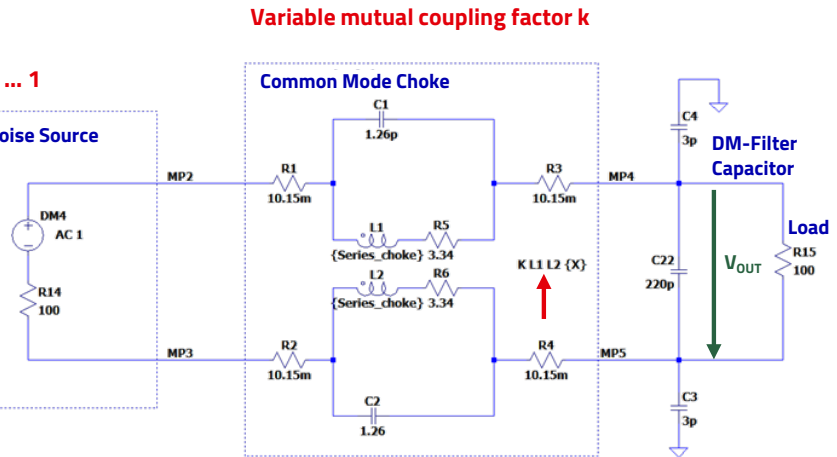 Variable mutual coupling factor k
... 1
Common Mode Choke
oise Source
C1
1.26p
C4
3p
DM-Filter
Capacitor
MP2
R1
10.15m
R3
10.15m
MP4
DM4
AC 1
L1
R5
{Series_choke} 3.34
Load
K L1 L2 {X}
C22
220p
VOUT
R15
100
L2
R6
{Series_choke} 3.34
R14
100
MP3
R2
10.15m
R4
10.15m
MP5
C2
1.26
C3
3p